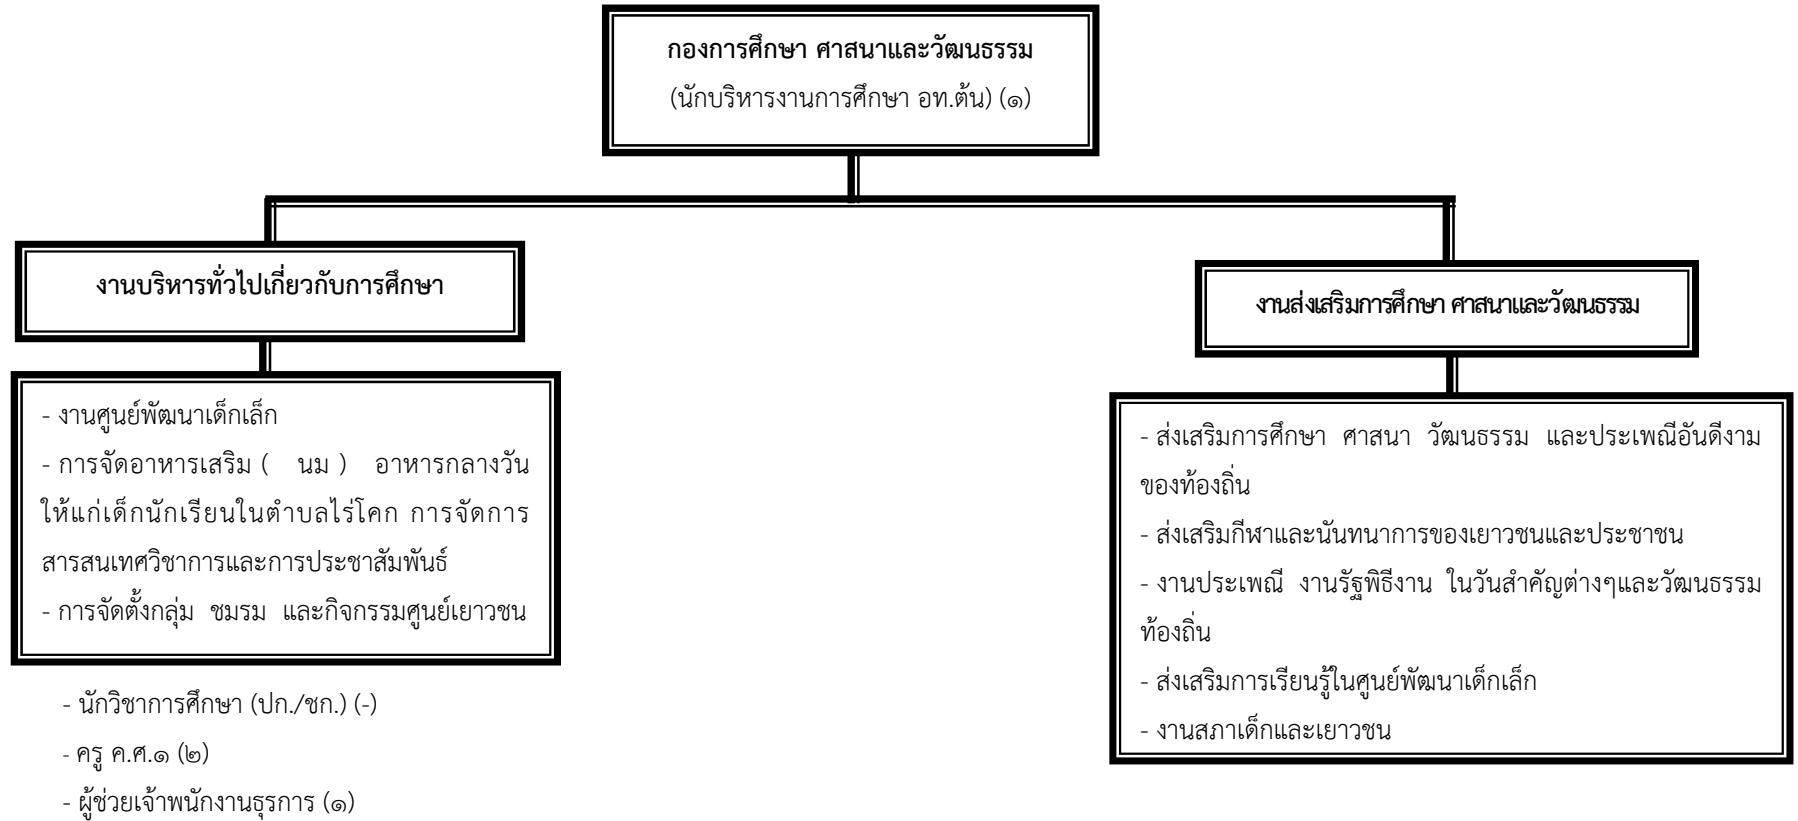 กองการศึกษา ศาสนาและวัฒนธรรม
(นักบริหารงานการศึกษา อท.ต้น) (๑)
งานบริหารทั่วไปเกี่ยวกับการศึกษา
- งานศูนย์พัฒนาเด็กเล็ก
- การจัดอาหารเสริม ( นม ) อาหารกลางวัน
ให้แก่เด็กนักเรียนในตำบลไร่โคก การจัดการ
สารสนเทศวิชาการและการประชาสัมพันธ์
- การจัดตั้งกลุ่ม ชมรม และกิจกรรมศูนย์เยาวชน
- นักวิชาการศึกษา (ปก./ชก.) (-)
- ครู ค.ศ.๑ (๒)
- ผู้ช่วยเจ้าพนักงานธุรการ (๑)
งานส่งเสริมการศึกษา ศาสนาและวัฒนธรรม
- ส่งเสริมการศึกษา ศาสนา วัฒนธรรม และประเพณีอันดีงาม
ของท้องถิ่น
- ส่งเสริมกีฬาและนันทนาการของเยาวชนและประชาชน
- งานประเพณี งานรัฐพิธีงาน ในวันสำคัญต่างๆและวัฒนธรรม
ท้องถิ่น
- ส่งเสริมการเรียนรู้ในศูนย์พัฒนาเด็กเล็ก
- งานสภาเด็กและเยาวชน